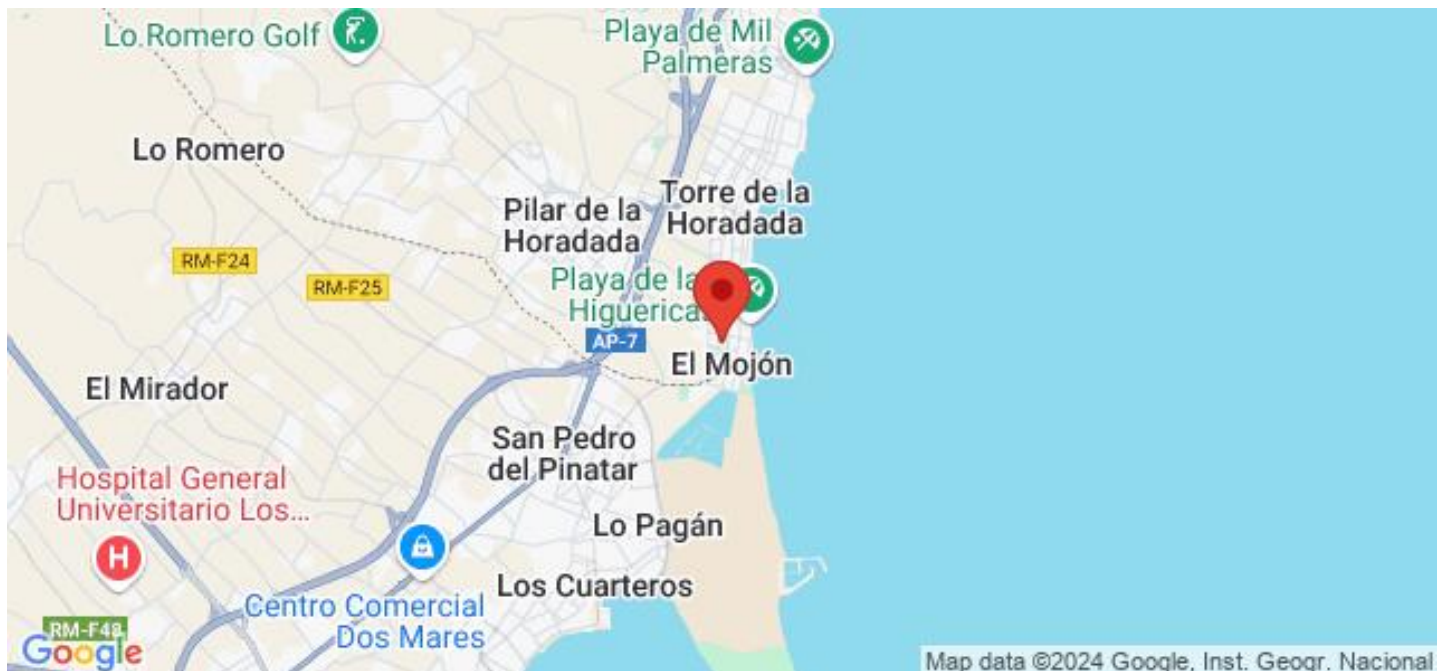 Lo Romero Golf
Playa de Mil
Palmeras
Lo Romero
Torre de la
Horadada
Pilar de la
Horadada
RM-F24
RM-F25
Playa de la
Higuerica
AP-7
El Mojón
El Mirador
San Pedro
del Pinatar
Hospital General
Universitario Los...
H
Lo Pagán
Los Cuarteros
Centro Comercial
Dos Mares
RM-F48
Google
Map data ©2024 Google, Inst. Geogr. Nacional